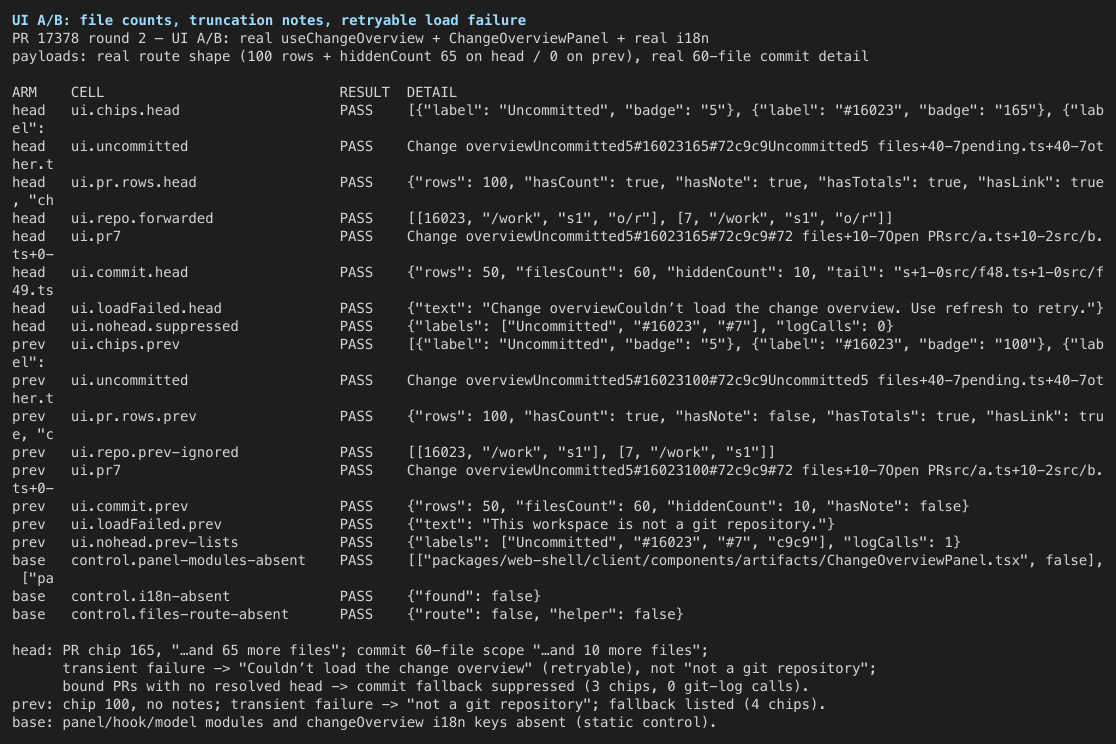 UI A/B: file counts, truncation notes, retryable load failure
PR 17378 round 2 — UI A/B: real useChangeOverview + ChangeOverviewPanel + real i18n
payloads: real route shape (100 rows + hiddenCount 65 on head / 0 on prev), real 60-file commit detail
ARM    CELL                            RESULT  DETAIL
head   ui.chips.head                   PASS    [{"label": "Uncommitted", "badge": "5"}, {"label": "#16023", "badge": "165"}, {"lab
el":
head   ui.uncommitted                  PASS    Change overviewUncommitted5#16023165#72c9c9Uncommitted5 files+40-7pending.ts+40-7ot
her.t
head   ui.pr.rows.head                 PASS    {"rows": 100, "hasCount": true, "hasNote": true, "hasTotals": true, "hasLink": true
, "ch
head   ui.repo.forwarded               PASS    [[16023, "/work", "s1", "o/r"], [7, "/work", "s1", "o/r"]]
head   ui.pr7                          PASS    Change overviewUncommitted5#16023165#72c9c9#72 files+10-7Open PRsrc/a.ts+10-2src/b.
ts+0-
head   ui.commit.head                  PASS    {"rows": 50, "filesCount": 60, "hiddenCount": 10, "tail": "s+1-0src/f48.ts+1-0src/f
49.ts
head   ui.loadFailed.head              PASS    {"text": "Change overviewCouldn’t load the change overview. Use refresh to retry."}
head   ui.nohead.suppressed            PASS    {"labels": ["Uncommitted", "#16023", "#7"], "logCalls": 0}
prev   ui.chips.prev                   PASS    [{"label": "Uncommitted", "badge": "5"}, {"label": "#16023", "badge": "100"}, {"lab
el":
prev   ui.uncommitted                  PASS    Change overviewUncommitted5#16023100#72c9c9Uncommitted5 files+40-7pending.ts+40-7ot
her.t
prev   ui.pr.rows.prev                 PASS    {"rows": 100, "hasCount": true, "hasNote": false, "hasTotals": true, "hasLink": tru
e, "c
prev   ui.repo.prev-ignored            PASS    [[16023, "/work", "s1"], [7, "/work", "s1"]]
prev   ui.pr7                          PASS    Change overviewUncommitted5#16023100#72c9c9#72 files+10-7Open PRsrc/a.ts+10-2src/b.
ts+0-
prev   ui.commit.prev                  PASS    {"rows": 50, "filesCount": 60, "hiddenCount": 10, "hasNote": false}
prev   ui.loadFailed.prev              PASS    {"text": "This workspace is not a git repository."}
prev   ui.nohead.prev-lists            PASS    {"labels": ["Uncommitted", "#16023", "#7", "c9c9"], "logCalls": 1}
base   control.panel-modules-absent    PASS    [["packages/web-shell/client/components/artifacts/ChangeOverviewPanel.tsx", false],
["pa
base   control.i18n-absent             PASS    {"found": false}
base   control.files-route-absent      PASS    {"route": false, "helper": false}
head: PR chip 165, "…and 65 more files"; commit 60-file scope "…and 10 more files";
transient failure —> "Couldn’t load the change overview" (retryable), not "not a git repository";
bound PRs with no resolved head —> commit fallback suppressed (3 chips, 0 git-log calls).
prev: chip 100, no notes; transient failure —> "not a git repository"; fallback listed (4 chips).
base: panel/hook/model modules and changeOverview i18n keys absent (static control).